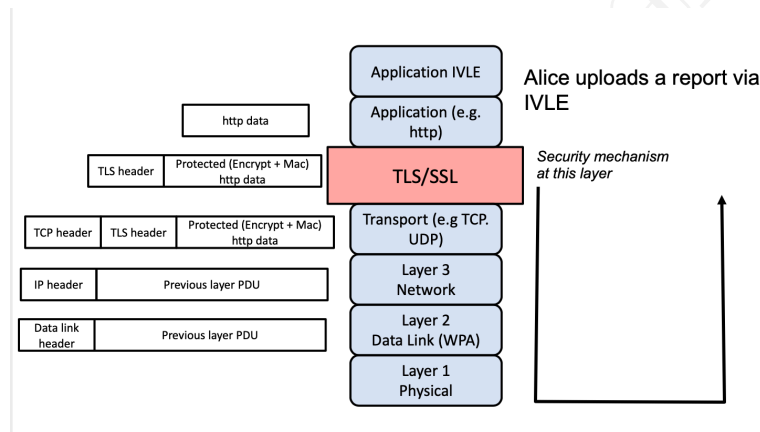 Application IVLE
Alice uploads a report via
IVLE
http data
Application (e.g.
http)
TLS header
Protected (Encrypt + Mac)
http data
TLS/SSL
Security mechanism
at this layer
TCP header
TLS header
Protected (Encrypt + Mac)
http data
Transport (e.g TCP.
UDP)
IP header
Previous layer PDU
Layer 3
Network
Data link
header
Previous layer PDU
Layer 2
Data Link (WPA)
Layer 1
Physical